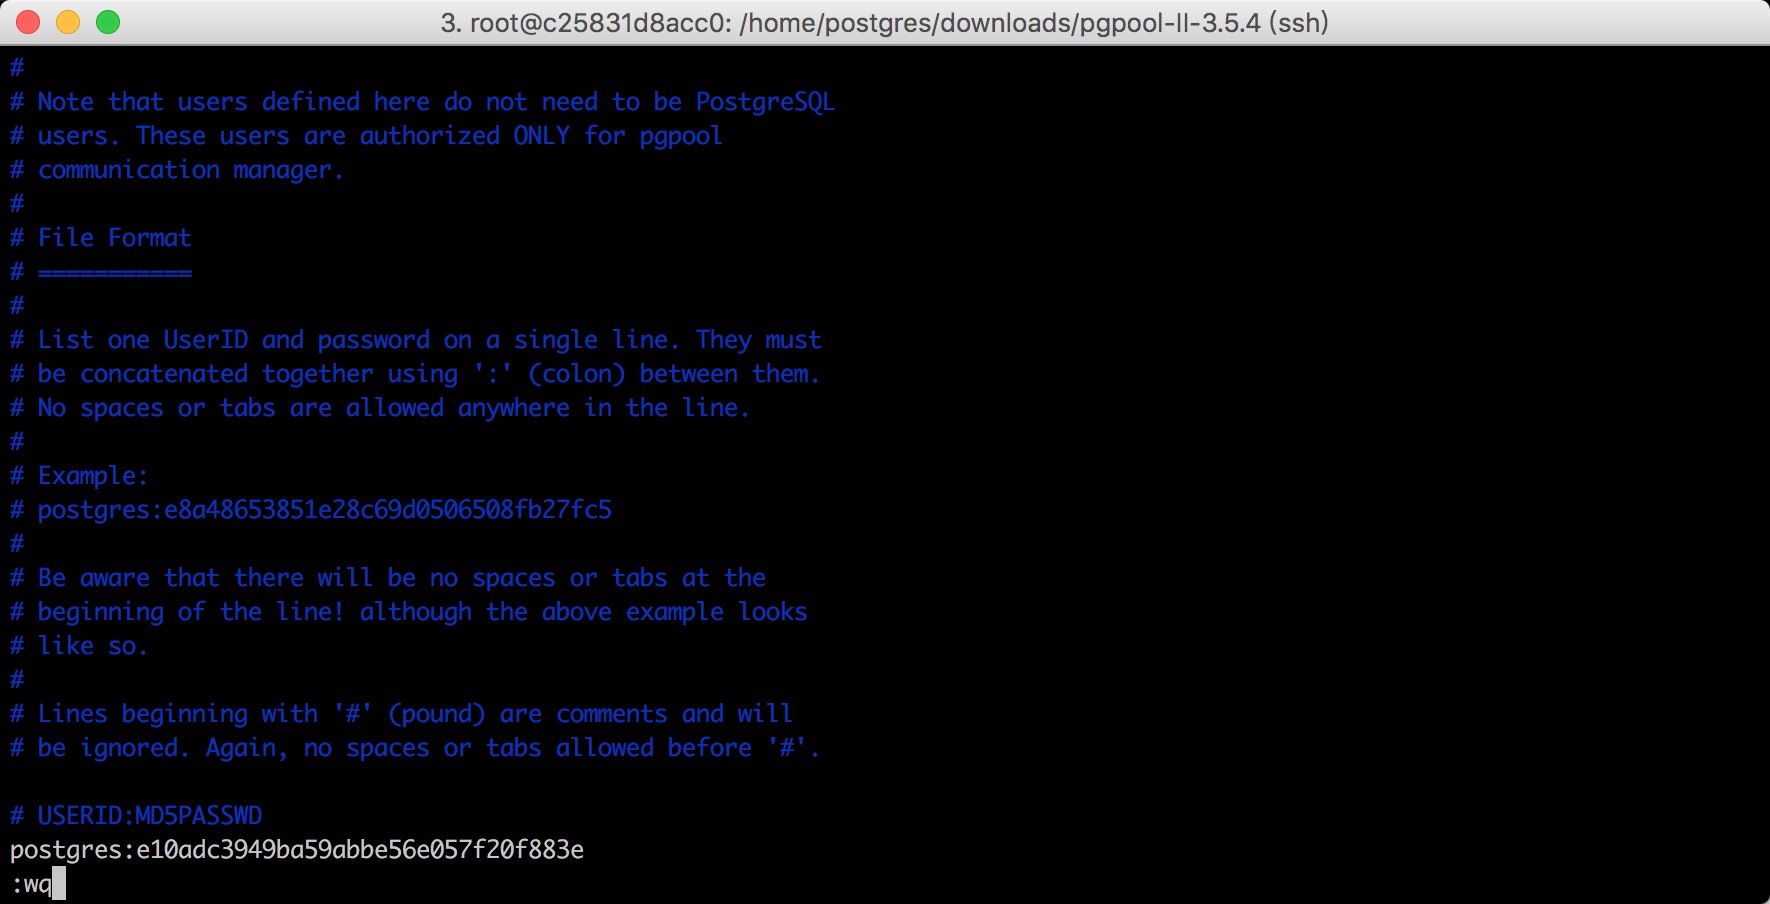 3. root@c25831d8acc0: /home/postgres/downloads/pgpool-II-3.5.4 (ssh)
#
# Note that users defined here do not need to be PostgreSQL
# users. These users are authorized ONLY for pgpool
# communication manager.
#
# File Format
# ===========
#
# List one UserID and password on a single line. They must
# be concatenated together using ':' (colon) between them.
# No spaces or tabs are allowed anywhere in the line.
#
# Example:
# postgres:e8a48653851e28c69d0506508fb27fc5
#
# Be aware that there will be no spaces or tabs at the
# beginning of the line! although the above example looks
# like so.
#
# Lines beginning with '#' (pound) are comments and will
# be ignored. Again, no spaces or tabs allowed before '#'.
# USERID:MD5PASSWD
postgres:e10adc3949ba59abbe56e057f20f883e
:wq